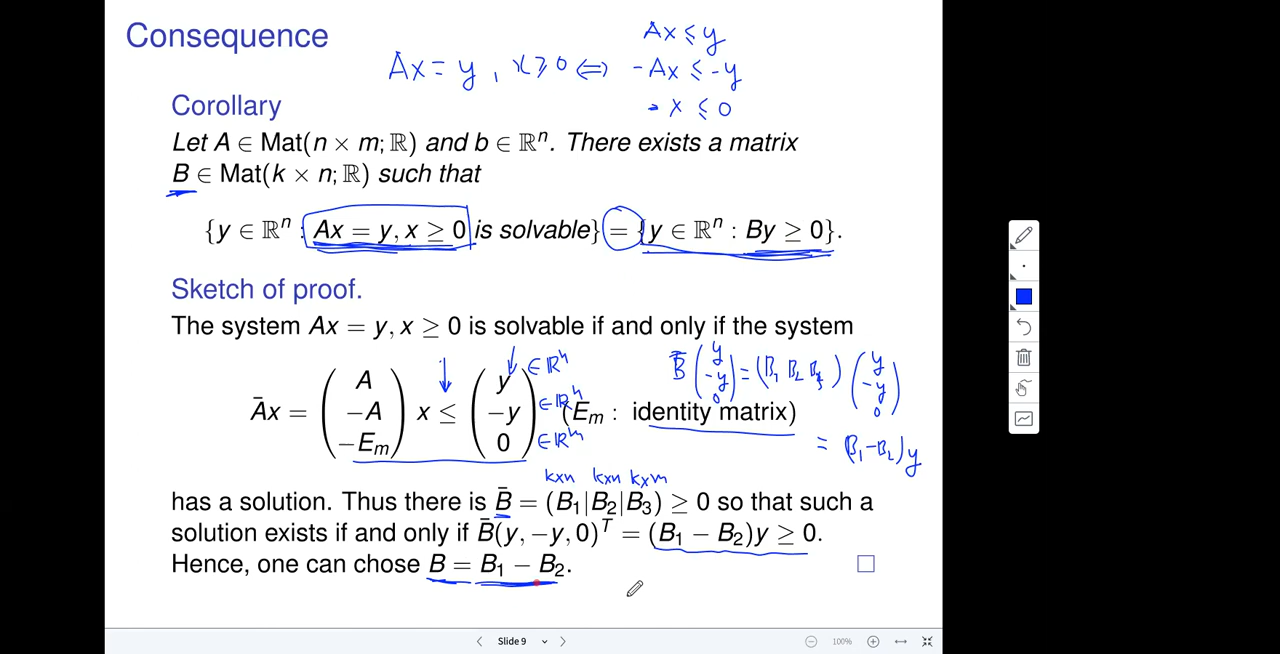 Consequence
Ax ≤ y
Ax = y , x ≥ 0 ⇔ -Ax ≤ -y
- x ≤ 0
Corollary
Let A ∈ Mat(n × m; ℝ) and b ∈ ℝⁿ. There exists a matrix
B ∈ Mat(k × n; ℝ) such that
{y ∈ ℝⁿ : Ax = y, x ≥ 0 is solvable} = {y ∈ ℝⁿ : By ≥ 0}.
Sketch of proof.
The system Ax = y, x ≥ 0 is solvable if and only if the system
Āx = ( A -A -Eₘ ) x ≤ ( y -y 0 ) (Eₘ : identity matrix)
∈ ℝⁿ
∈ ℝⁿ
∈ ℝᵐ
B̄ ( y -y 0 ) = (B₁ B₂ B₃) ( y -y 0 )
= (B₁-B₂)y
k×n k×n k×m
has a solution. Thus there is B̄ = (B₁|B₂|B₃) ≥ 0 so that such a
solution exists if and only if B̄(y, −y, 0)ᵀ = (B₁ − B₂)y ≥ 0.
Hence, one can chose B = B₁ − B₂.
Slide 9
100%